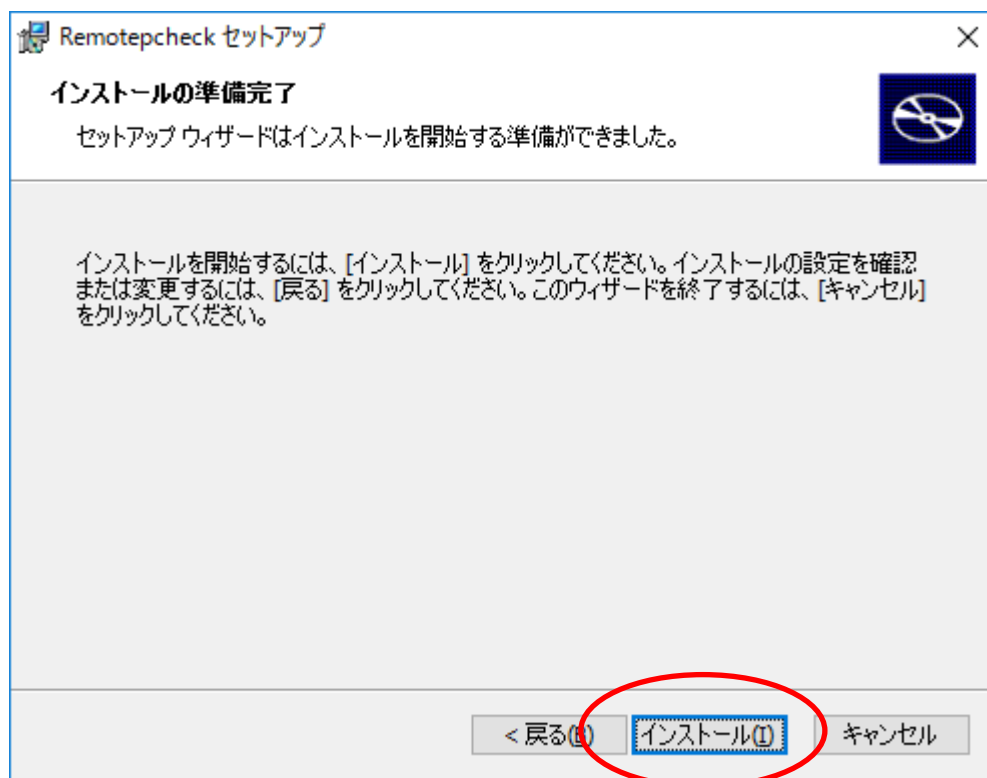 Remotepcheck セットアップ
インストールの準備完了
セットアップ ウィザードはインストールを開始する準備ができました。
インストールを開始するには、[インストール] をクリックしてください。インストールの設定を確認
または変更するには、[戻る] をクリックしてください。このウィザードを終了するには、[キャンセル]
をクリックしてください。
< 戻る(B) インストール(I) キャンセル